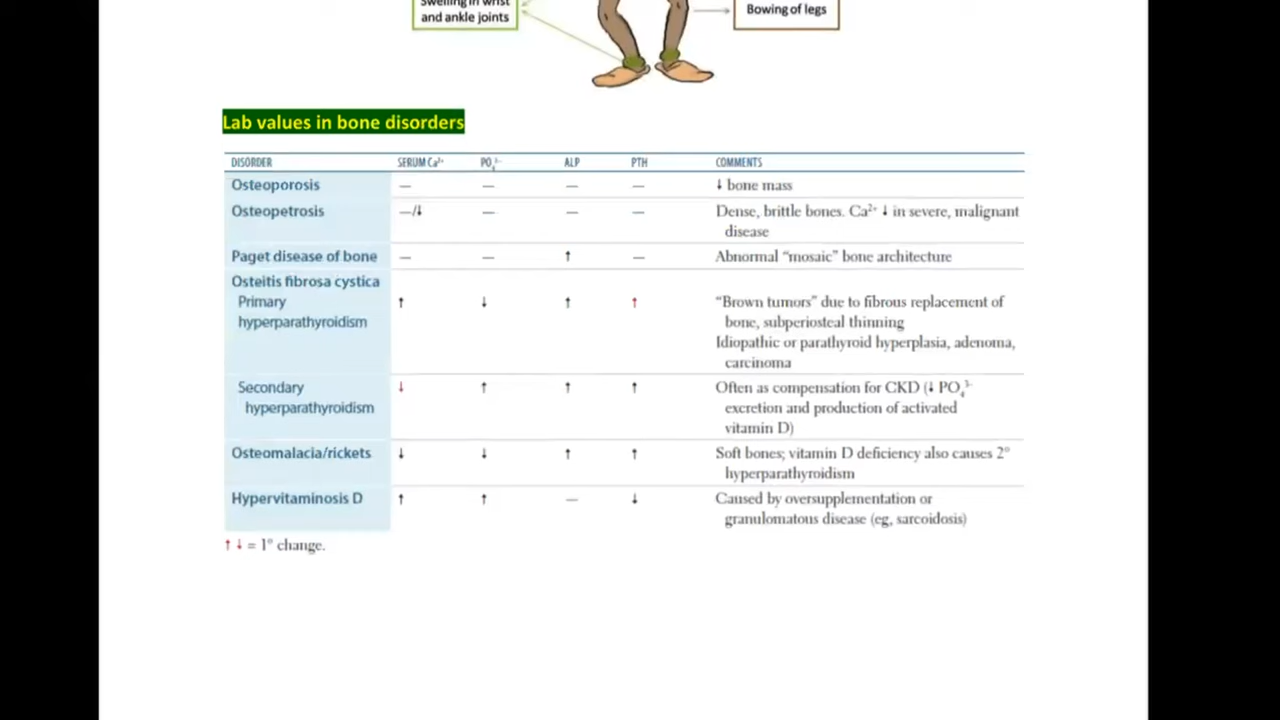 Swelling in wrist
and ankle joints
Bowing of legs
Lab values in bone disorders
DISORDER SERUM Ca²⁺ PO₄³⁻ ALP PTH COMMENTS
Osteoporosis — — — — ↓ bone mass
Osteopetrosis —/↓ — — — Dense, brittle bones. Ca²⁺ ↓ in severe, malignant
disease
Paget disease of bone — — ↑ — Abnormal “mosaic” bone architecture
Osteitis fibrosa cystica
Primary ↑ ↓ ↑ ↑ “Brown tumors” due to fibrous replacement of
hyperparathyroidism bone, subperiosteal thinning
Idiopathic or parathyroid hyperplasia, adenoma,
carcinoma
Secondary ↓ ↑ ↑ ↑ Often as compensation for CKD (↓ PO₄³⁻
hyperparathyroidism excretion and production of activated
vitamin D)
Osteomalacia/rickets ↓ ↓ ↑ ↑ Soft bones; vitamin D deficiency also causes 2°
hyperparathyroidism
Hypervitaminosis D ↑ ↑ — ↓ Caused by oversupplementation or
granulomatous disease (eg, sarcoidosis)
↑ ↓ = 1° change.